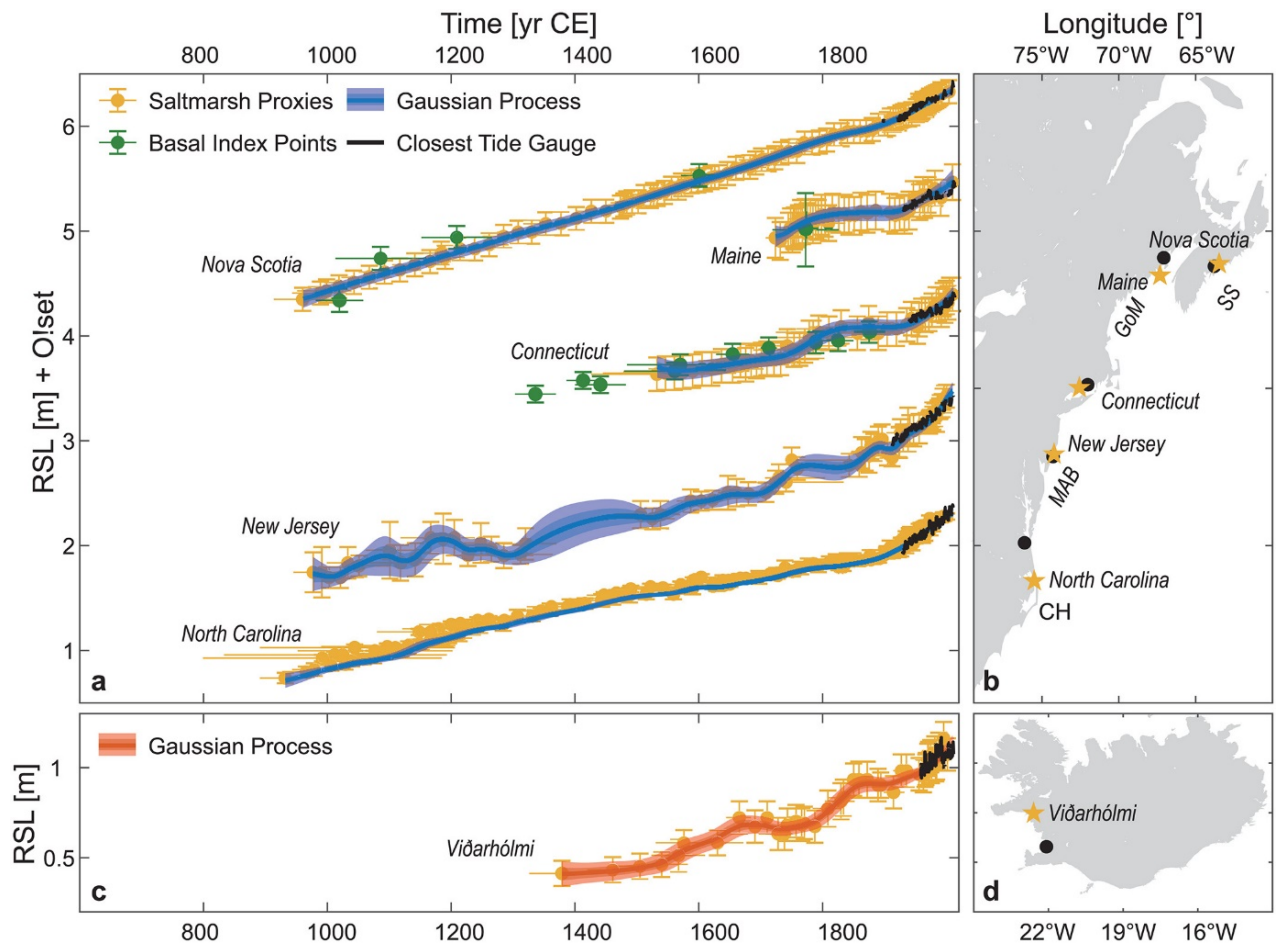 Time [yr CE]
Longitude [°]
800 1000 1200 1400 1600 1800
75°W 70°W 65°W
Saltmarsh Proxies Gaussian Process
Basal Index Points Closest Tide Gauge
RSL [m] + O!set
6
5
4
3
2
1
Nova Scotia
Maine
Connecticut
New Jersey
North Carolina
a
Nova Scotia
Maine
GoM
SS
Connecticut
New Jersey
MAB
North Carolina
CH
b
Gaussian Process
RSL [m]
1
0.5
Viðarhólmi
c
Viðarhólmi
d
800 1000 1200 1400 1600 1800
22°W 19°W 16°W